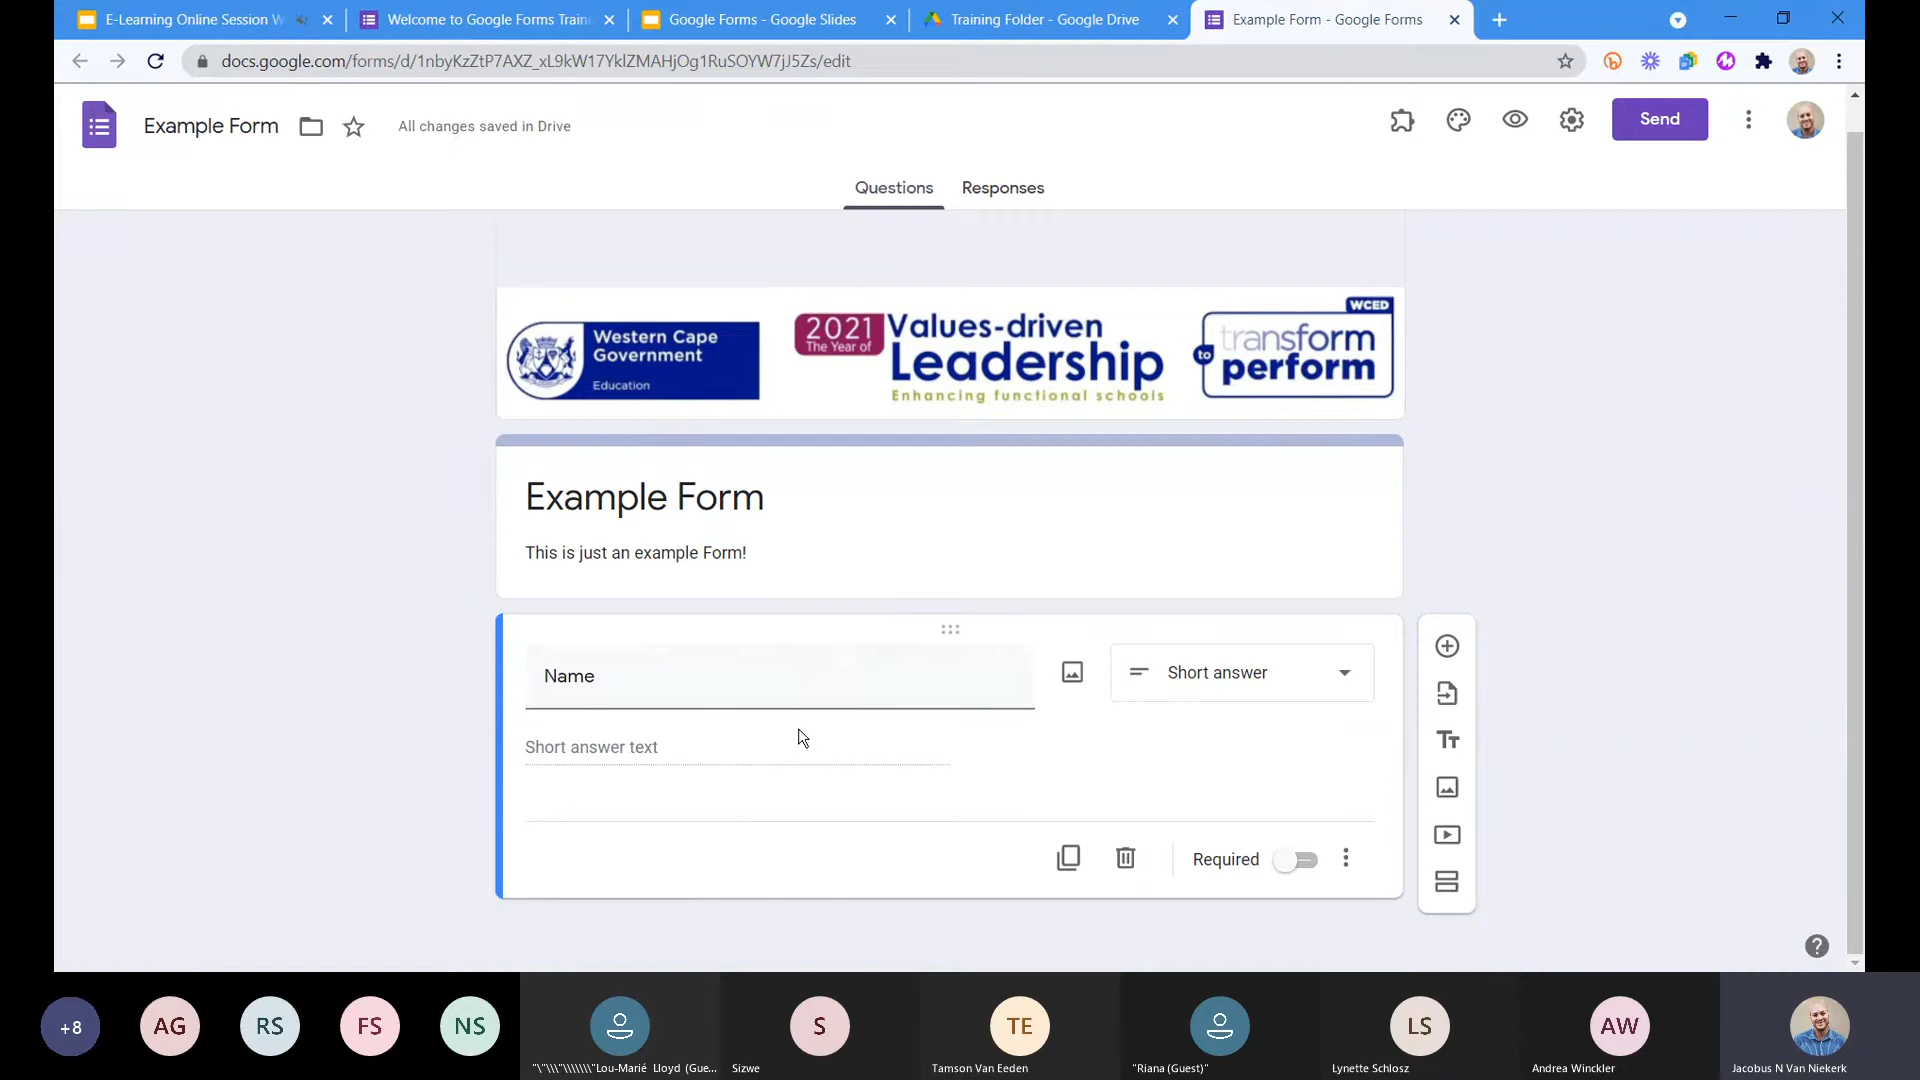 E-Learning Online Session W
Welcome to Google Forms Train
Google Forms - Google Slides
Training Folder - Google Drive
Example Form - Google Forms
docs.google.com/forms/d/1nbyKzZtP7AXZ_xL9kW17YklZMAHjOg1RuSOYW7jJ5Zs/edit
Example Form
All changes saved in Drive
Send
Questions
Responses
Western Cape
Government
Education
2021
The Year of
Values-driven
Leadership
Enhancing functional schools
WCED
transform
to
perform
Example Form
This is just an example Form!
Name
Short answer
Short answer text
Required
+8
AG
RS
FS
NS
S
TE
LS
AW
"\"\\\"\\\\\\\"Lou-Marié Lloyd (Gue...
Sizwe
Tamson Van Eeden
"Riana (Guest)"
Lynette Schlosz
Andrea Winckler
Jacobus N Van Niekerk